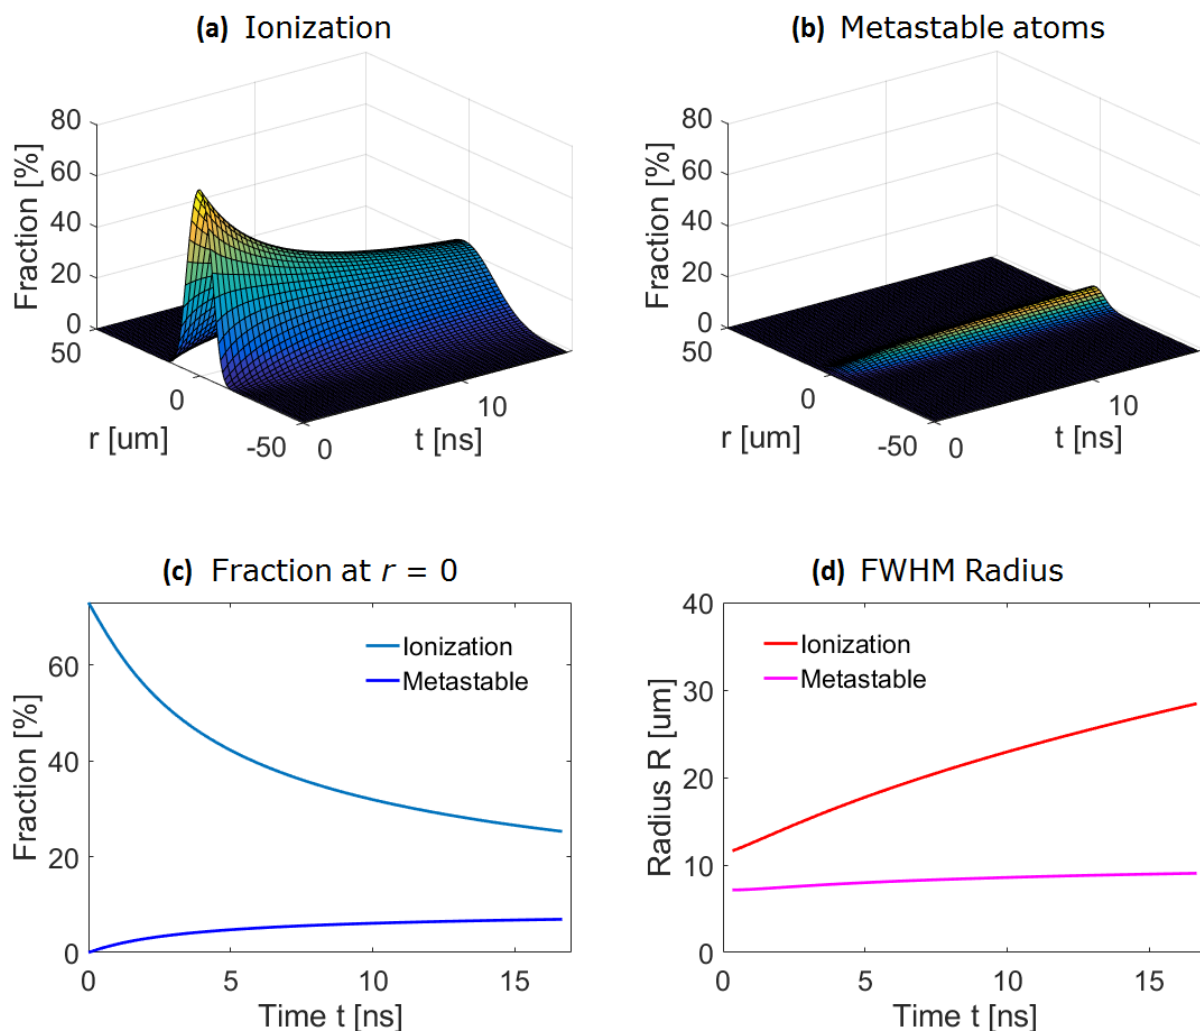 (a) Ionization
80
60
40
20
0
Fraction [%]
50
0
-50
r [um]
0
10
t [ns]
(b) Metastable atoms
80
60
40
20
0
Fraction [%]
50
0
-50
r [um]
0
10
t [ns]
(c) Fraction at r = 0
60
40
20
0
Fraction [%]
Ionization
Metastable
0 5 10 15
Time t [ns]
(d) FWHM Radius
40
30
20
10
0
Radius R [um]
Ionization
Metastable
0 5 10 15
Time t [ns]